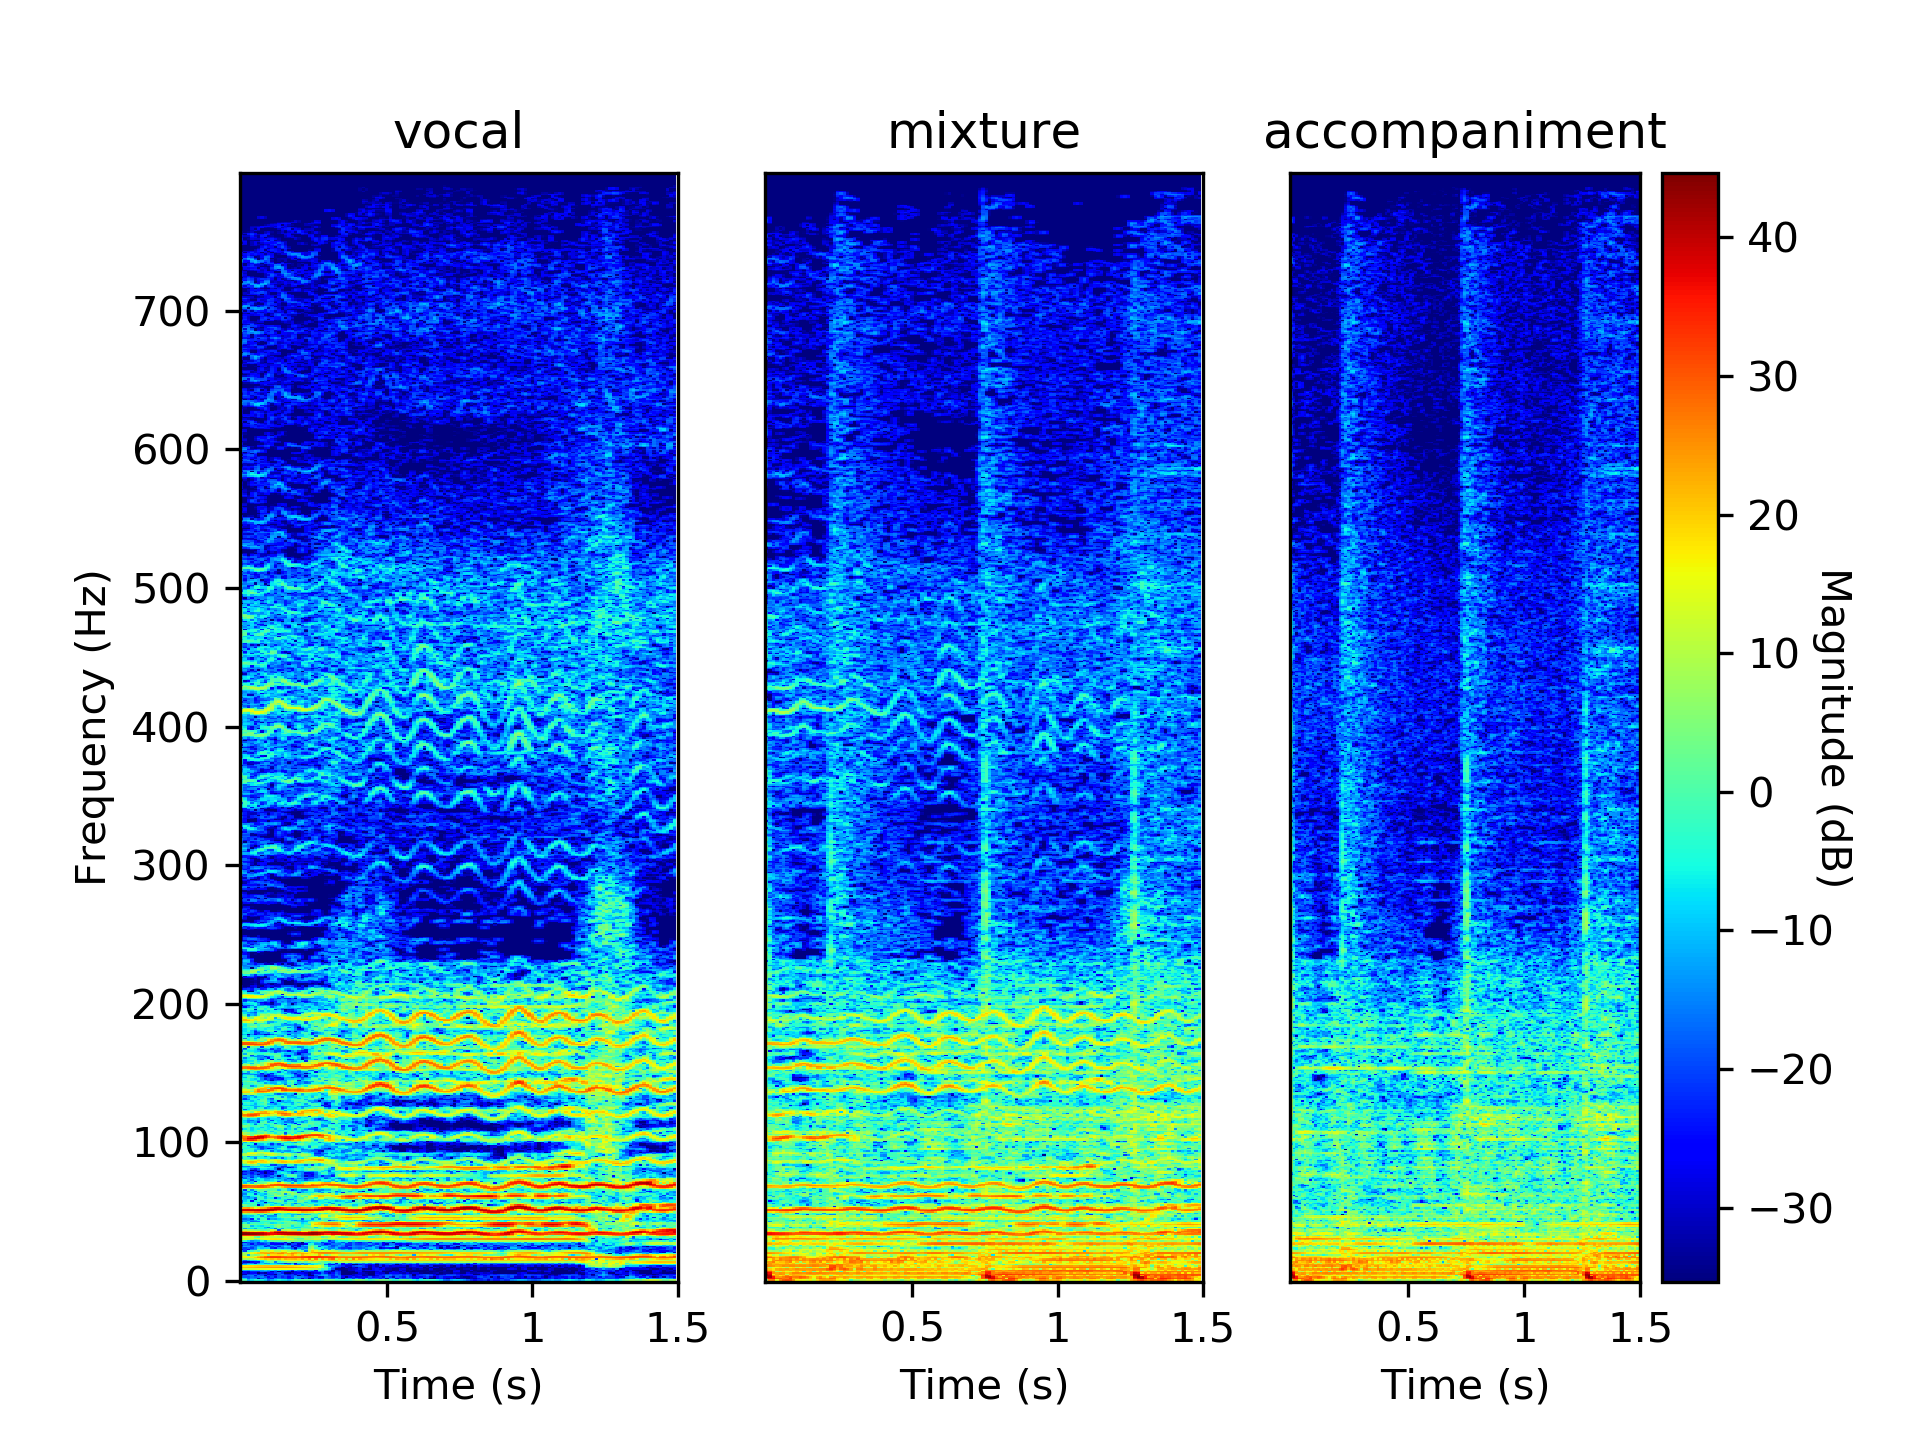 vocal
mixture
accompaniment
Frequency (Hz)
700
600
500
400
300
200
100
0
0.5 1 1.5
Time (s)
0.5 1 1.5
Time (s)
0.5 1 1.5
Time (s)
40
30
20
10
0
−10
−20
−30
Magnitude (dB)